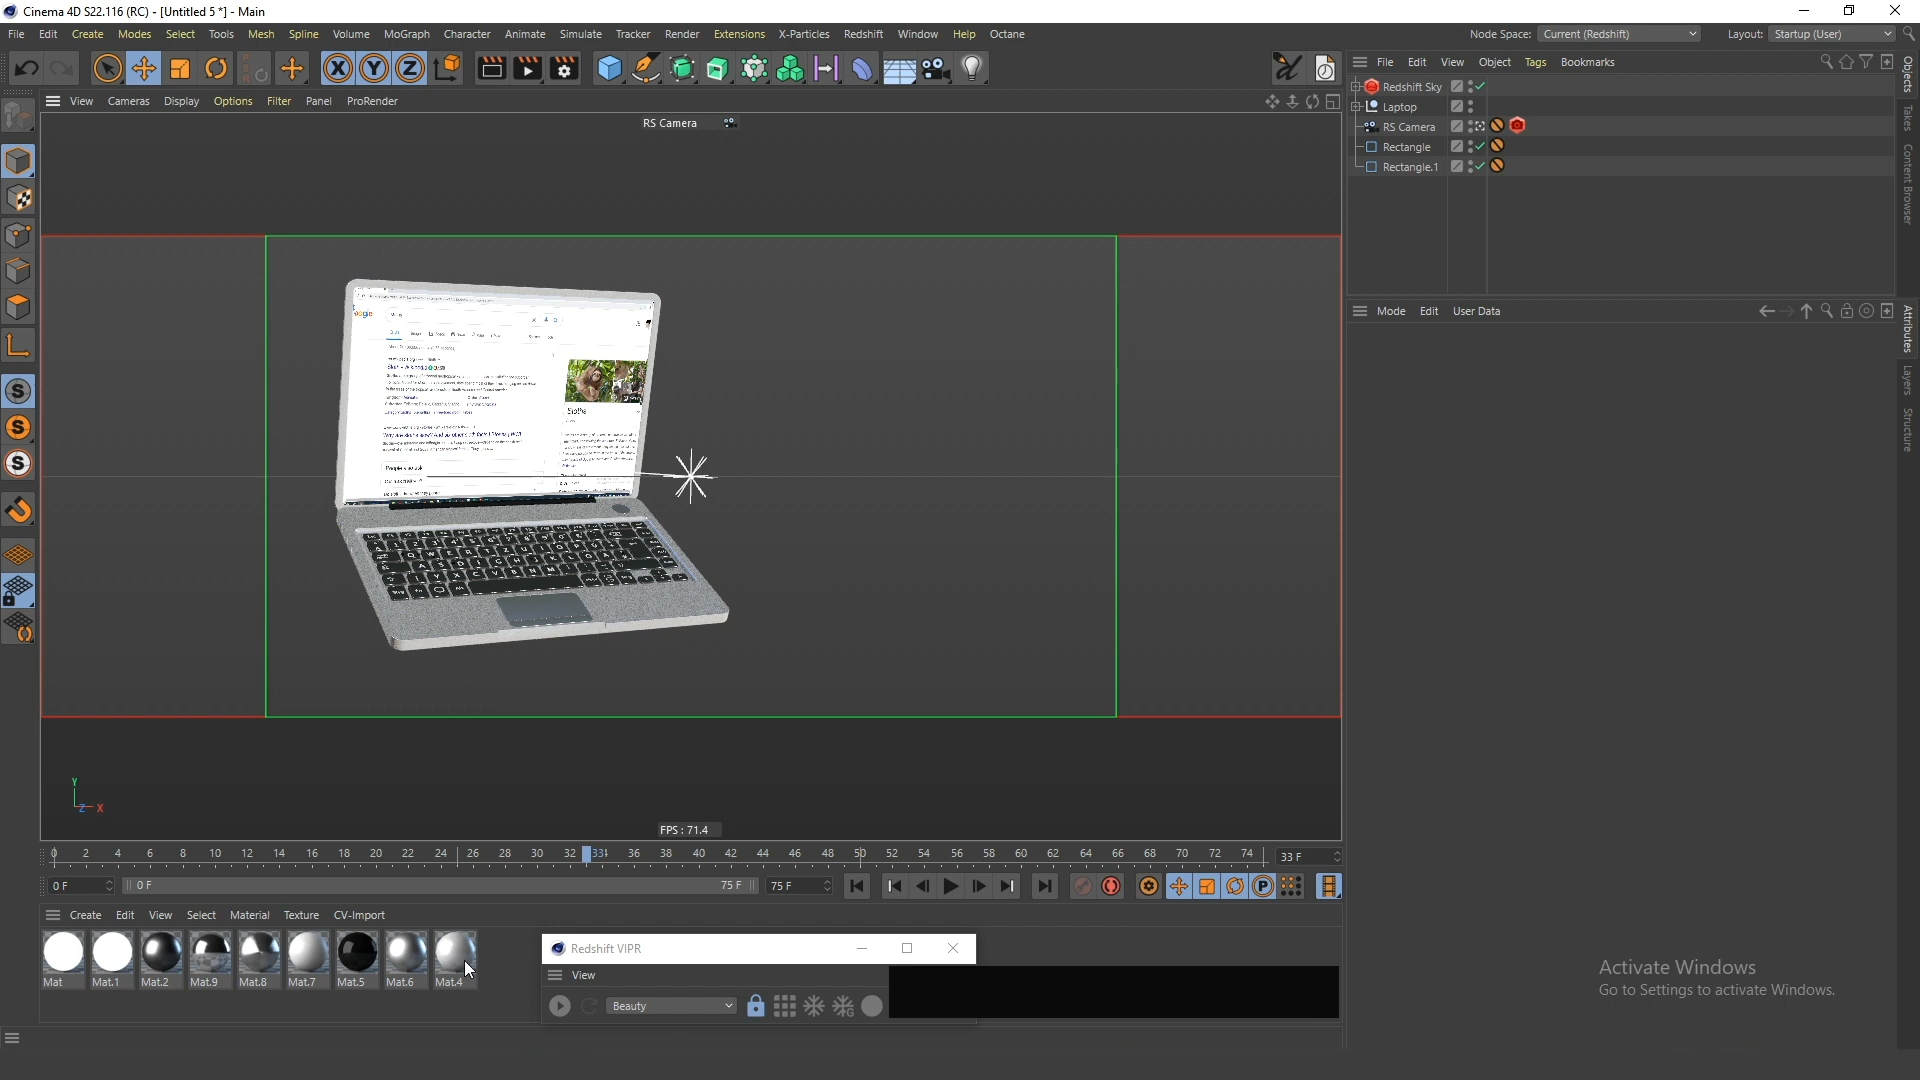 Cinema 4D S22.116 (RC) - [Untitled 5 *] - Main
File Edit Create Modes Select Tools Mesh Spline Volume MoGraph Character Animate Simulate Tracker Render Extensions X-Particles Redshift Window Help Octane
Node Space: Current (Redshift) Layout: Startup (User)
X Y Z
View Cameras Display Options Filter Panel ProRender
RS Camera
File Edit View Object Tags Bookmarks
Redshift Sky
Laptop
RS Camera
Rectangle
Rectangle.1
Objects
Takes
Content Browser
Mode Edit User Data
Attributes
Layers
Structure
S
S
S
Y
Z X
FPS : 71.4
0 2 4 6 8 10 12 14 16 18 20 22 24 26 28 30 32 34 36 38 40 42 44 46 48 50 52 54 56 58 60 62 64 66 68 70 72 74 33 F
0 F 0 F 75 F 75 F
P
Create Edit View Select Material Texture CV-Import
Mat Mat.1 Mat.2 Mat.9 Mat.8 Mat.7 Mat.5 Mat.6 Mat.4
Redshift VIPR
View
Beauty
Activate Windows
Go to Settings to activate Windows.